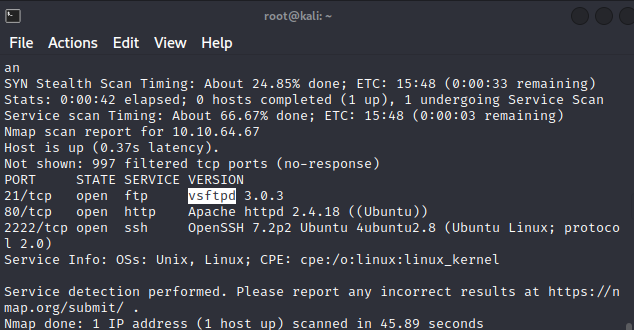 root@kali: ~
File Actions Edit View Help
an
SYN Stealth Scan Timing: About 24.85% done; ETC: 15:48 (0:00:33 remaining)
Stats: 0:00:42 elapsed; 0 hosts completed (1 up), 1 undergoing Service Scan
Service scan Timing: About 66.67% done; ETC: 15:48 (0:00:03 remaining)
Nmap scan report for 10.10.64.67
Host is up (0.37s latency).
Not shown: 997 filtered tcp ports (no-response)
PORT     STATE SERVICE VERSION
21/tcp   open  ftp     vsftpd 3.0.3
80/tcp   open  http    Apache httpd 2.4.18 ((Ubuntu))
2222/tcp open  ssh     OpenSSH 7.2p2 Ubuntu 4ubuntu2.8 (Ubuntu Linux; protoco
l 2.0)
Service Info: OSs: Unix, Linux; CPE: cpe:/o:linux:linux_kernel
Service detection performed. Please report any incorrect results at https://n
map.org/submit/ .
Nmap done: 1 IP address (1 host up) scanned in 45.89 seconds